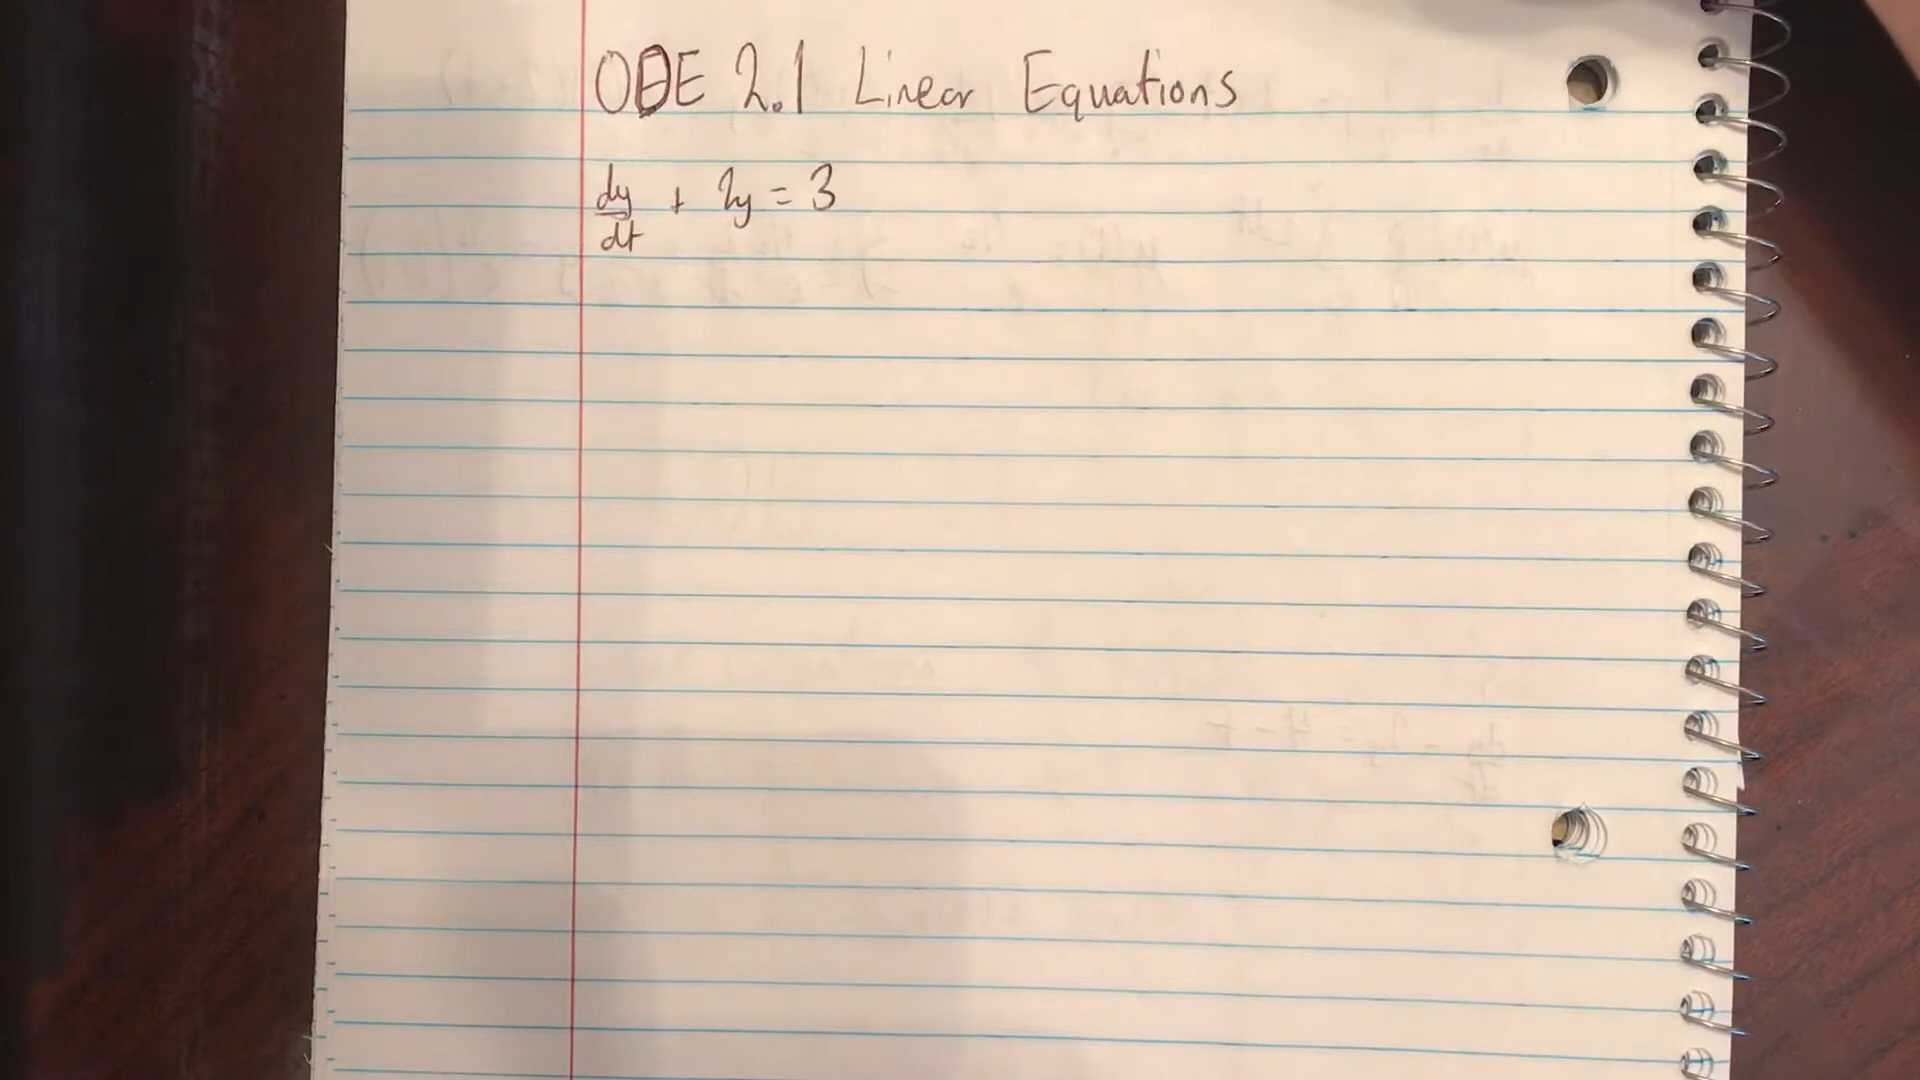 ODE 2.1 Linear Equations
dy/dt + 2y = 3